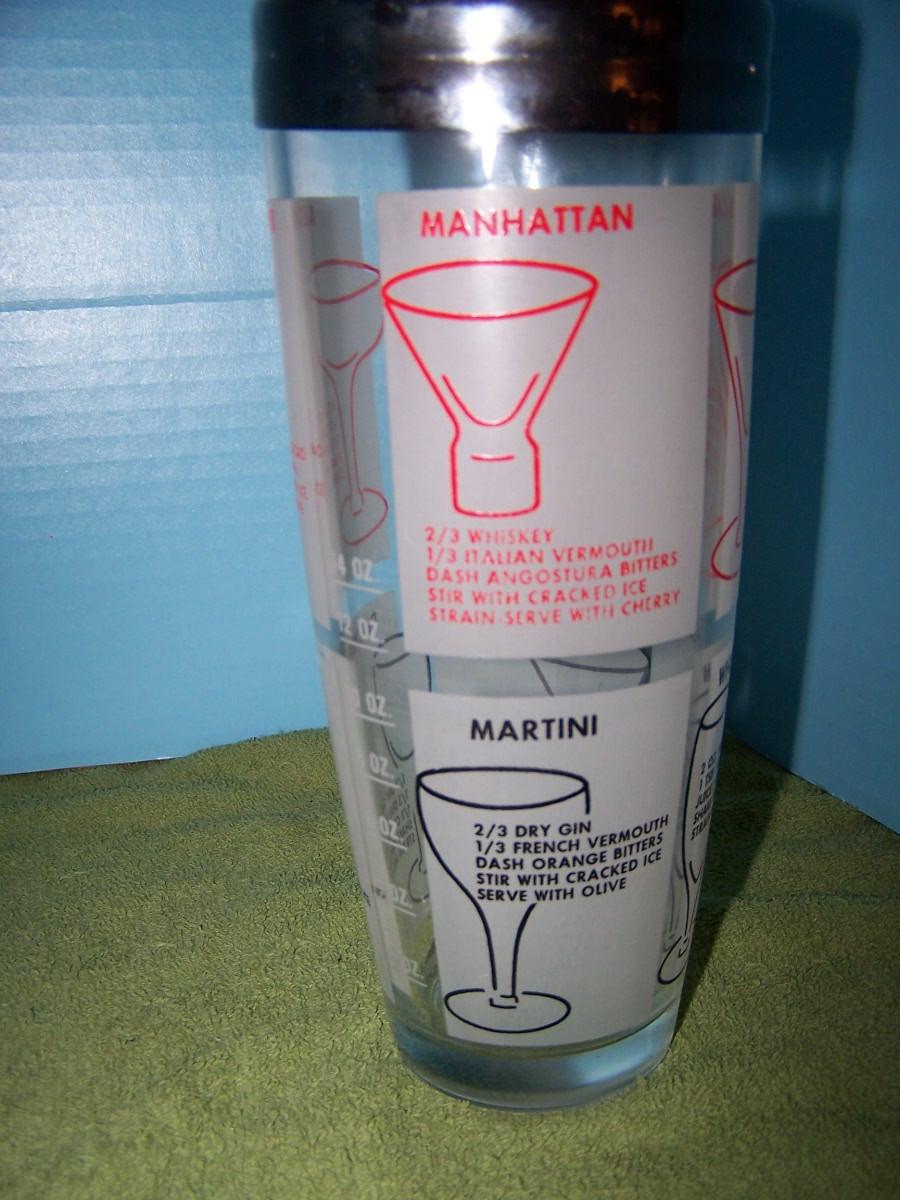 MANHATTAN
2/3 WHISKEY
1/3 ITALIAN VERMOUTH
DASH ANGOSTURA BITTERS
STIR WITH CRACKED ICE
STRAIN-SERVE WITH CHERRY
4 OZ.
12 OZ.
OZ.
OZ.
OZ.
OZ.
OZ.
MARTINI
2/3 DRY GIN
1/3 FRENCH VERMOUTH
DASH ORANGE BITTERS
STIR WITH CRACKED ICE
SERVE WITH OLIVE